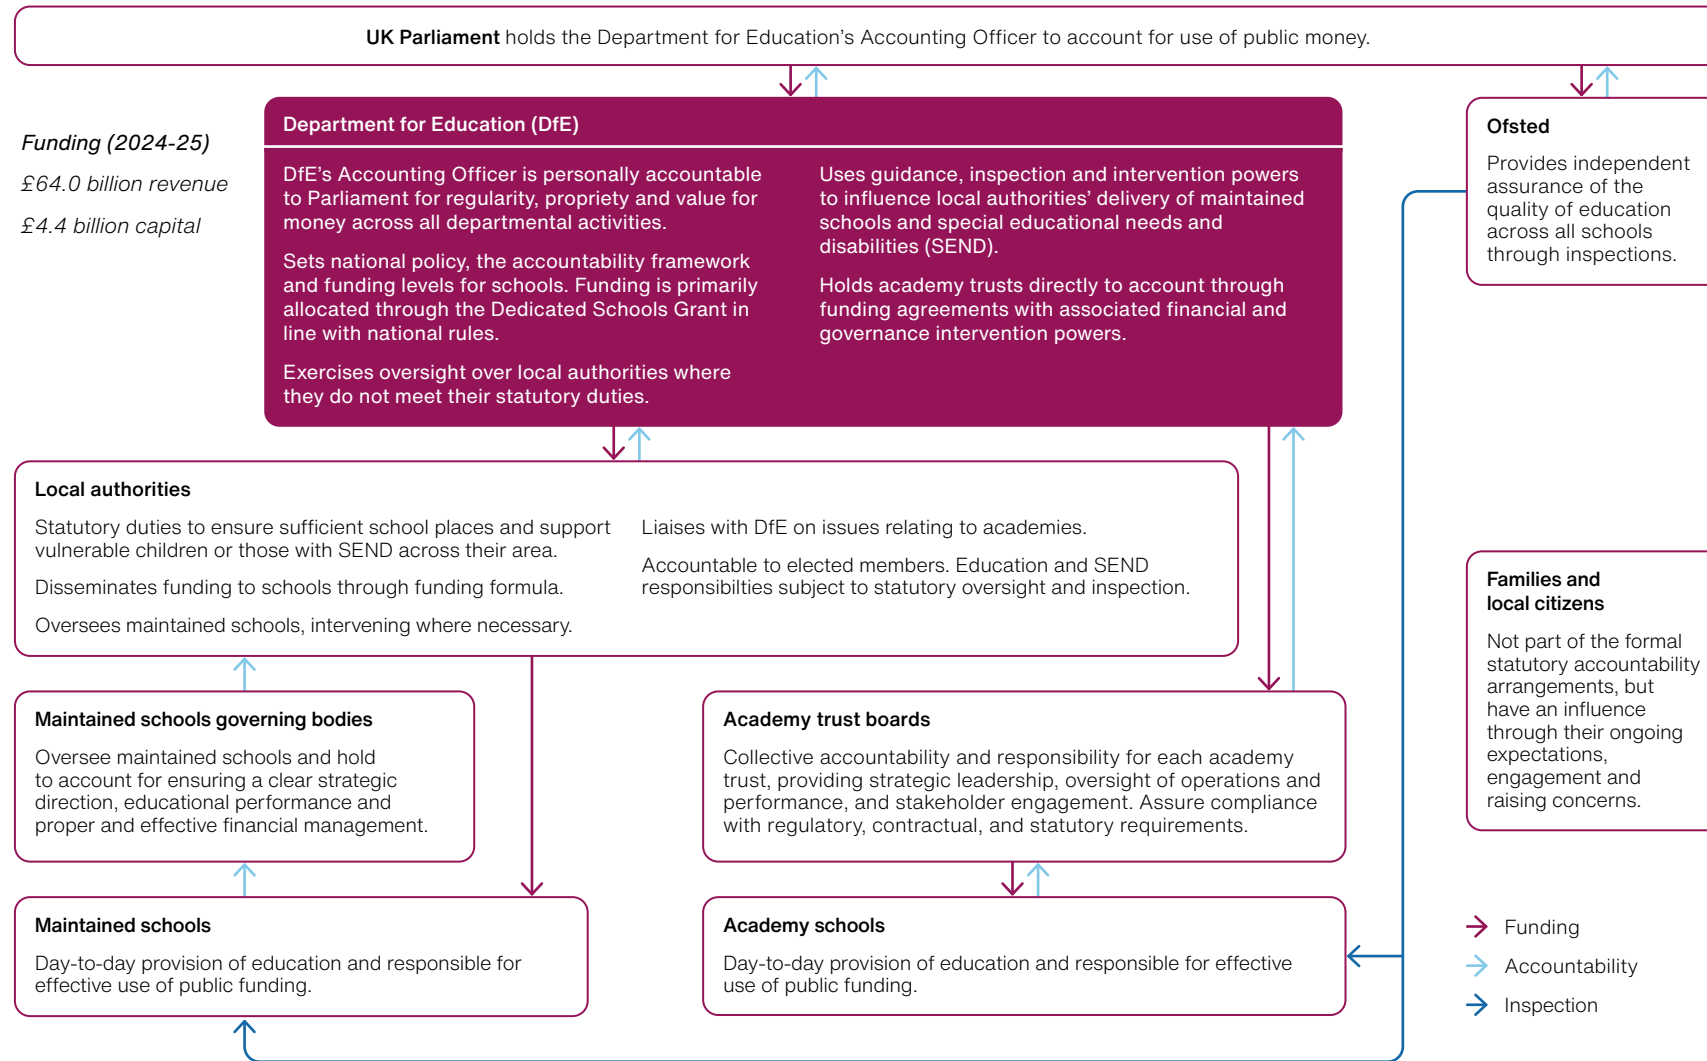 UK Parliament holds the Department for Education’s Accounting Officer to account for use of public money.
Funding (2024-25)
£64.0 billion revenue
£4.4 billion capital
Department for Education (DfE)
DfE’s Accounting Officer is personally accountable
to Parliament for regularity, propriety and value for
money across all departmental activities.
Sets national policy, the accountability framework
and funding levels for schools. Funding is primarily
allocated through the Dedicated Schools Grant in
line with national rules.
Exercises oversight over local authorities where
they do not meet their statutory duties.
Uses guidance, inspection and intervention powers
to influence local authorities’ delivery of maintained
schools and special educational needs and
disabilities (SEND).
Holds academy trusts directly to account through
funding agreements with associated financial and
governance intervention powers.
Ofsted
Provides independent
assurance of the
quality of education
across all schools
through inspections.
Local authorities
Statutory duties to ensure sufficient school places and support
vulnerable children or those with SEND across their area.
Disseminates funding to schools through funding formula.
Oversees maintained schools, intervening where necessary.
Liaises with DfE on issues relating to academies.
Accountable to elected members. Education and SEND
responsibilties subject to statutory oversight and inspection.
Families and
local citizens
Not part of the formal
statutory accountability
arrangements, but
have an influence
through their ongoing
expectations,
engagement and
raising concerns.
Maintained schools governing bodies
Oversee maintained schools and hold
to account for ensuring a clear strategic
direction, educational performance and
proper and effective financial management.
Academy trust boards
Collective accountability and responsibility for each academy
trust, providing strategic leadership, oversight of operations and
performance, and stakeholder engagement. Assure compliance
with regulatory, contractual, and statutory requirements.
Maintained schools
Day-to-day provision of education and responsible for
effective use of public funding.
Academy schools
Day-to-day provision of education and responsible for effective
use of public funding.
Funding
Accountability
Inspection